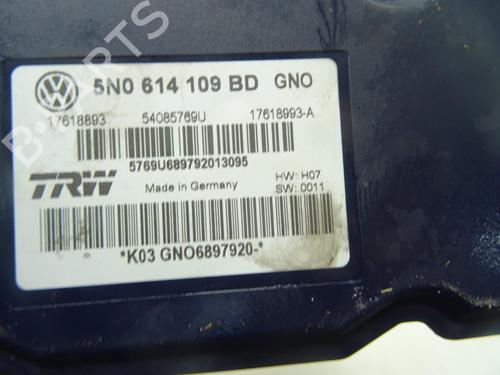 5N0 614 109 BD GNO
17618893 54085769U 17618993-A
5769U689792013095
TRW Made in Germany HW: H07
SW: 0011
*K03 GNO6897920-*